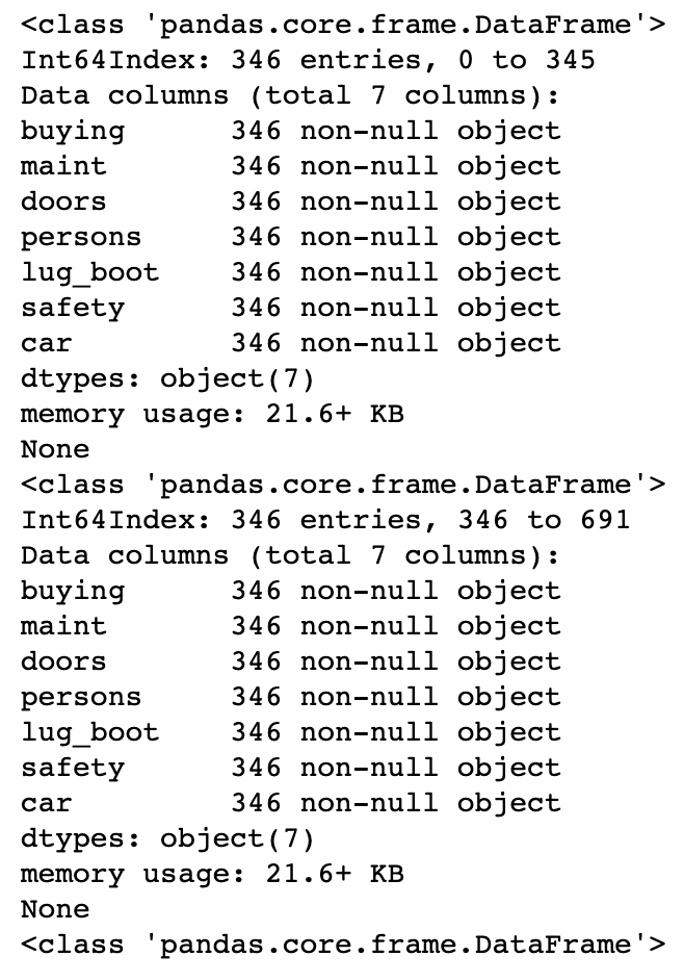 <class 'pandas.core.frame.DataFrame'>
Int64Index: 346 entries, 0 to 345
Data columns (total 7 columns):
buying      346 non-null object
maint       346 non-null object
doors       346 non-null object
persons     346 non-null object
lug_boot    346 non-null object
safety      346 non-null object
car         346 non-null object
dtypes: object(7)
memory usage: 21.6+ KB
None
<class 'pandas.core.frame.DataFrame'>
Int64Index: 346 entries, 346 to 691
Data columns (total 7 columns):
buying      346 non-null object
maint       346 non-null object
doors       346 non-null object
persons     346 non-null object
lug_boot    346 non-null object
safety      346 non-null object
car         346 non-null object
dtypes: object(7)
memory usage: 21.6+ KB
None
<class 'pandas.core.frame.DataFrame'>